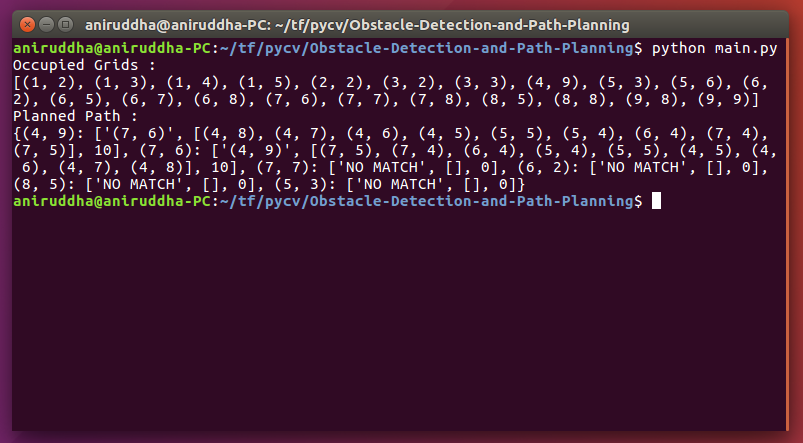 aniruddha@aniruddha-PC: ~/tf/pycv/Obstacle-Detection-and-Path-Planning
aniruddha@aniruddha-PC:~/tf/pycv/Obstacle-Detection-and-Path-Planning$ python main.py
Occupied Grids :
[(1, 2), (1, 3), (1, 4), (1, 5), (2, 2), (3, 2), (3, 3), (4, 9), (5, 3), (5, 6), (6,
2), (6, 5), (6, 7), (6, 8), (7, 6), (7, 7), (7, 8), (8, 5), (8, 8), (9, 8), (9, 9)]
Planned Path :
{(4, 9): ['(7, 6)', [(4, 8), (4, 7), (4, 6), (4, 5), (5, 5), (5, 4), (6, 4), (7, 4),
(7, 5)], 10], (7, 6): ['(4, 9)', [(7, 5), (7, 4), (6, 4), (5, 4), (5, 5), (4, 5), (4,
 6), (4, 7), (4, 8)], 10], (7, 7): ['NO MATCH', [], 0], (6, 2): ['NO MATCH', [], 0],
(8, 5): ['NO MATCH', [], 0], (5, 3): ['NO MATCH', [], 0]}
aniruddha@aniruddha-PC:~/tf/pycv/Obstacle-Detection-and-Path-Planning$